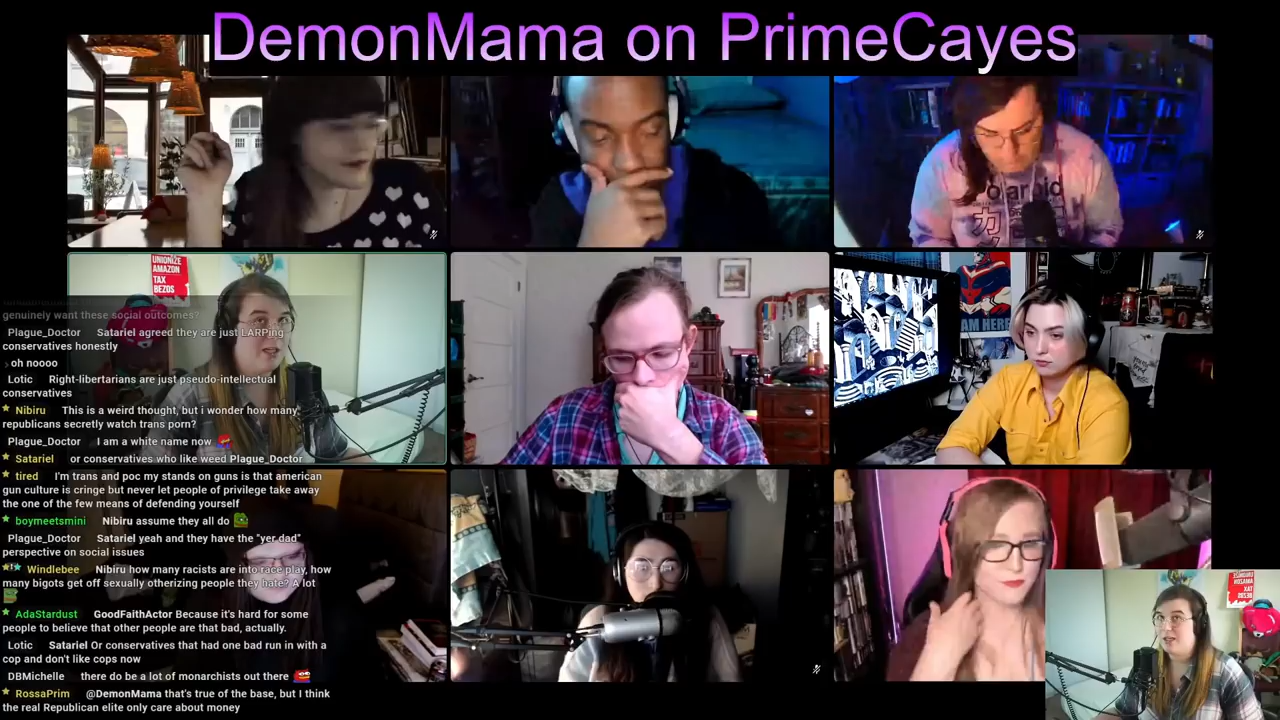 DemonMama on PrimeCayes
Polaroid
UNIONIZE
AMAZON
TAX
BEZOS
I AM HERE
genuinely want these social outcomes?
Plague_Doctor Satariel agreed they are just LARPing
conservatives honestly
oh noooo
Lotic Right-libertarians are just pseudo-intellectual
conservatives
Nibiru This is a weird thought, but i wonder how many
republicans secretly watch trans porn?
Plague_Doctor I am a white name now
Satariel or conservatives who like weed Plague_Doctor
tired I'm trans and poc my stands on guns is that american
gun culture is cringe but never let people of privilege take away
the one of the few means of defending yourself
boymeetsmini Nibiru assume they all do
Plague_Doctor Satariel yeah and they have the "yer dad"
perspective on social issues
Windlebee Nibiru how many racists are into race play, how
many bigots get off sexually otherizing people they hate? A lot
AdaStardust GoodFaithActor Because it's hard for some
people to believe that other people are that bad, actually.
Lotic Satariel Or conservatives that had one bad run in with a
cop and don't like cops now
DBMichelle there do be a lot of monarchists out there
RossaPrim @DemonMama that's true of the base, but I think
the real Republican elite only care about money
UNIONIZE
AMAZON
TAX
BEZOS